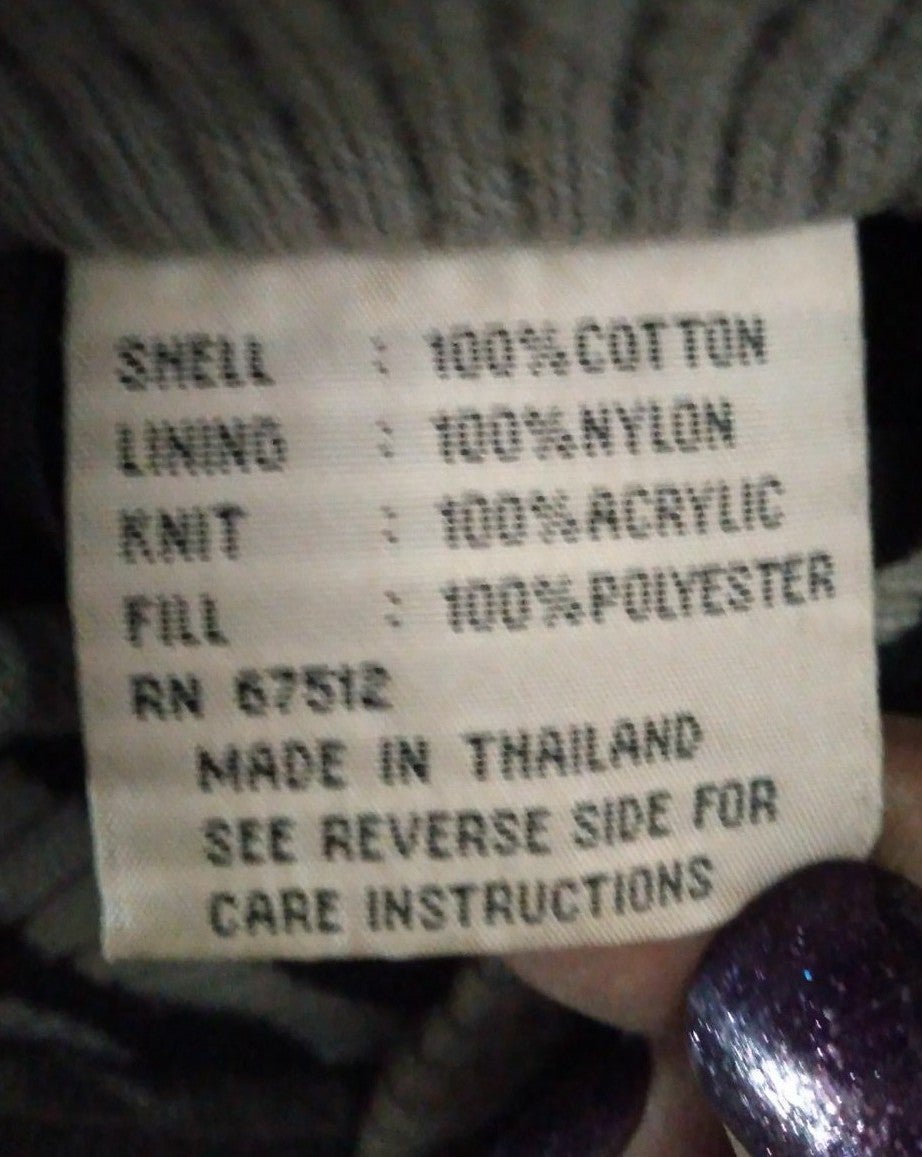 SHELL : 100%COTTON
LINING : 100%NYLON
KNIT : 100%ACRYLIC
FILL : 100%POLYESTER
RN 67512
MADE IN THAILAND
SEE REVERSE SIDE FOR
CARE INSTRUCTIONS